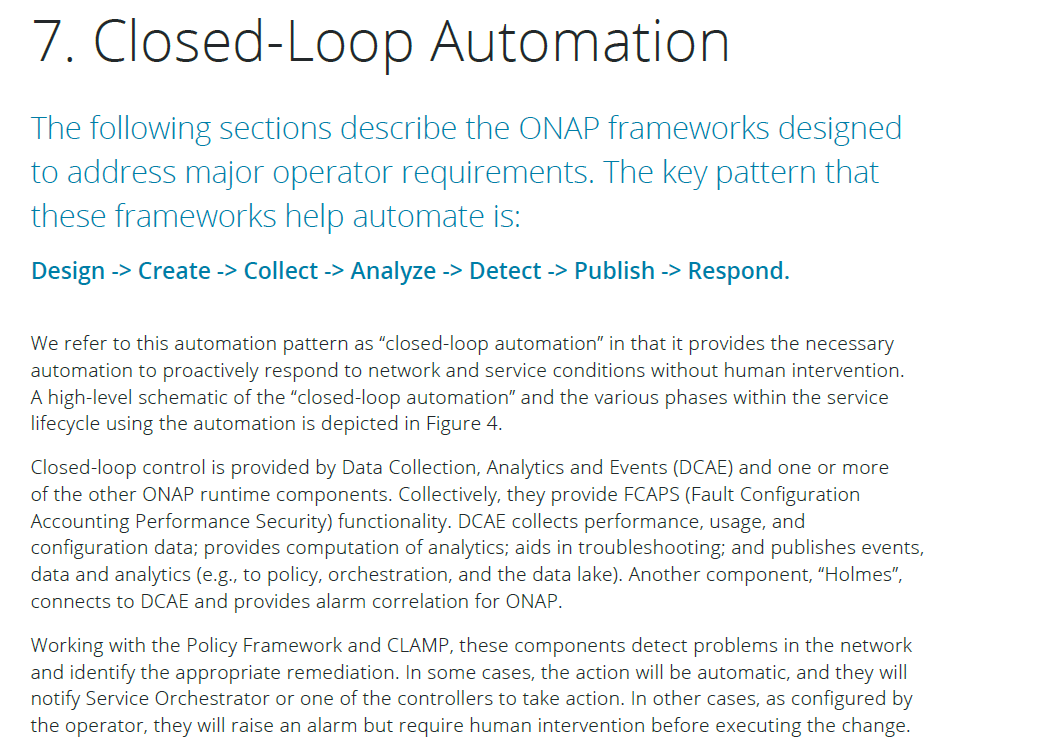 7. Closed-Loop Automation
The following sections describe the ONAP frameworks designed
to address major operator requirements. The key pattern that
these frameworks help automate is:
Design -> Create -> Collect -> Analyze -> Detect -> Publish -> Respond.
We refer to this automation pattern as “closed-loop automation” in that it provides the necessary
automation to proactively respond to network and service conditions without human intervention.
A high-level schematic of the “closed-loop automation” and the various phases within the service
lifecycle using the automation is depicted in Figure 4.
Closed-loop control is provided by Data Collection, Analytics and Events (DCAE) and one or more
of the other ONAP runtime components. Collectively, they provide FCAPS (Fault Configuration
Accounting Performance Security) functionality. DCAE collects performance, usage, and
configuration data; provides computation of analytics; aids in troubleshooting; and publishes events,
data and analytics (e.g., to policy, orchestration, and the data lake). Another component, “Holmes”,
connects to DCAE and provides alarm correlation for ONAP.
Working with the Policy Framework and CLAMP, these components detect problems in the network
and identify the appropriate remediation. In some cases, the action will be automatic, and they will
notify Service Orchestrator or one of the controllers to take action. In other cases, as configured by
the operator, they will raise an alarm but require human intervention before executing the change.